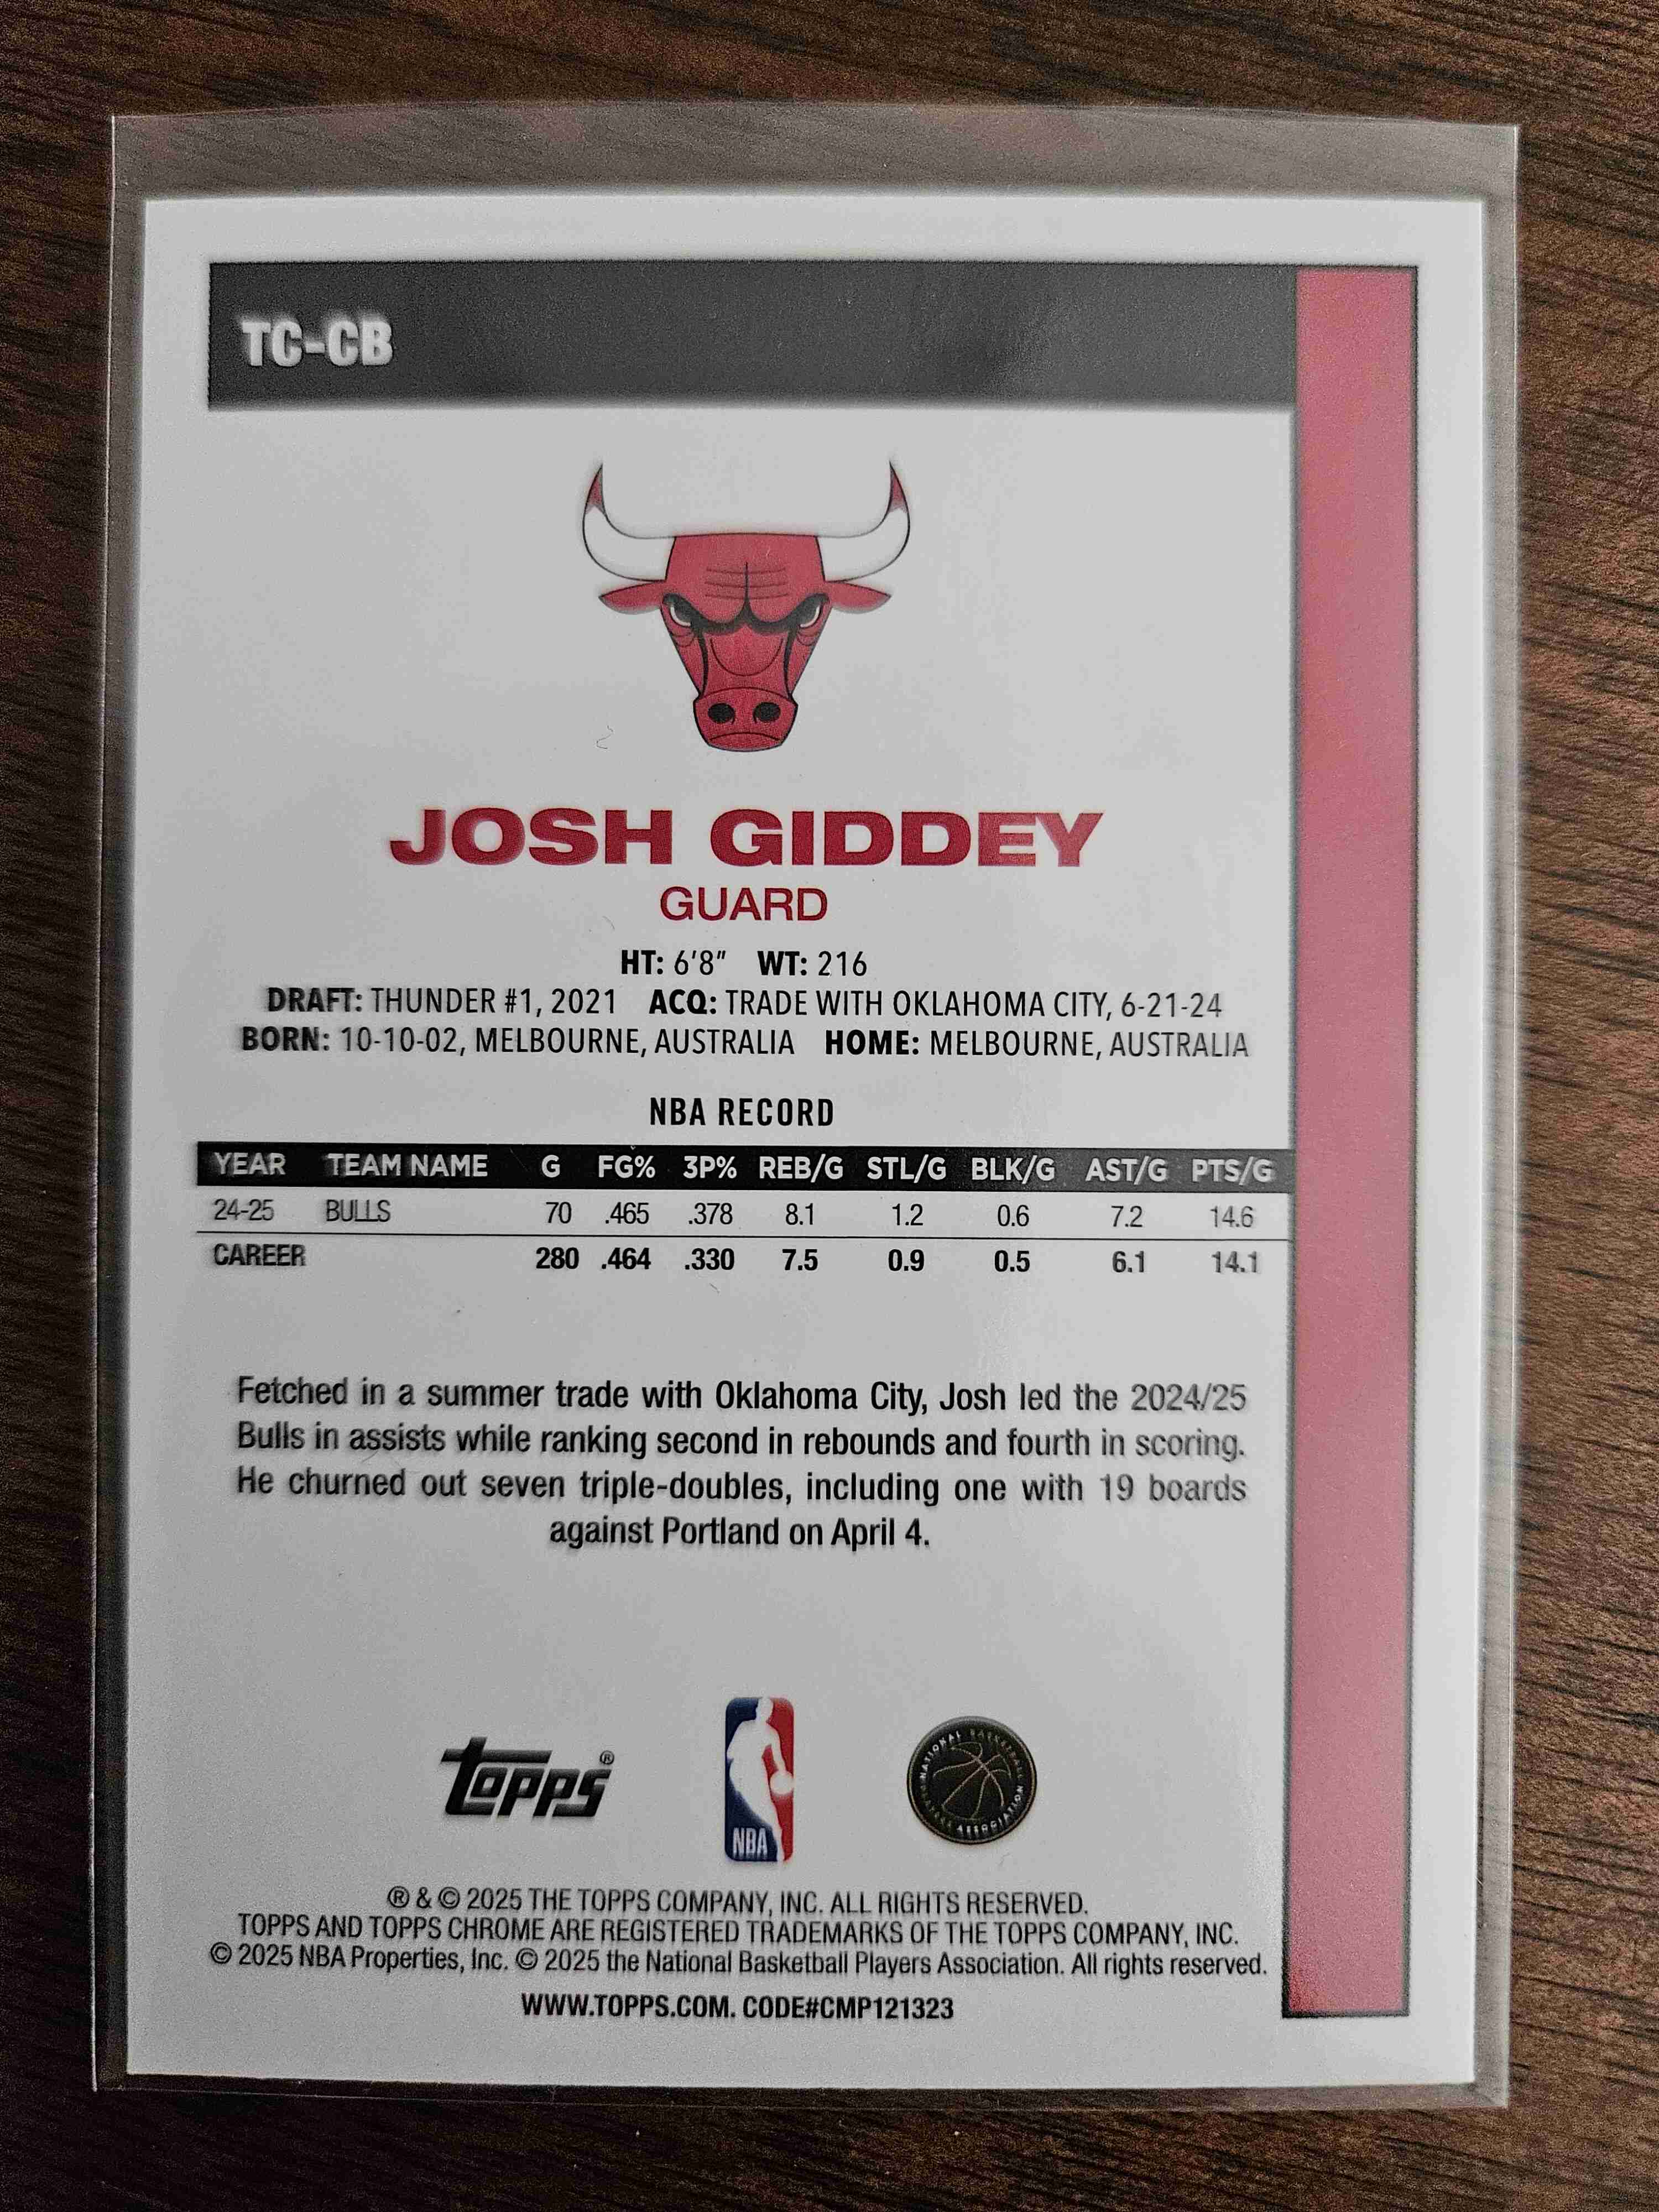 TC-CB
JOSH GIDDEY
GUARD
HT: 6'8" WT: 216
DRAFT: THUNDER #1, 2021 ACQ: TRADE WITH OKLAHOMA CITY, 6-21-24
BORN: 10-10-02, MELBOURNE, AUSTRALIA HOME: MELBOURNE, AUSTRALIA
NBA RECORD
YEAR TEAM NAME G FG% 3P% REB/G STL/G BLK/G AST/G PTS/G
24-25 BULLS 70 .465 .378 8.1 1.2 0.6 7.2 14.6
CAREER 280 .464 .330 7.5 0.9 0.5 6.1 14.1
Fetched in a summer trade with Oklahoma City, Josh led the 2024/25
Bulls in assists while ranking second in rebounds and fourth in scoring.
He churned out seven triple-doubles, including one with 19 boards
against Portland on April 4.
topps®
NBA
NATIONAL BASKETBALL PLAYERS ASSOCIATION
® & © 2025 THE TOPPS COMPANY, INC. ALL RIGHTS RESERVED.
TOPPS AND TOPPS CHROME ARE REGISTERED TRADEMARKS OF THE TOPPS COMPANY, INC.
© 2025 NBA Properties, Inc. © 2025 the National Basketball Players Association. All rights reserved.
WWW.TOPPS.COM. CODE#CMP121323